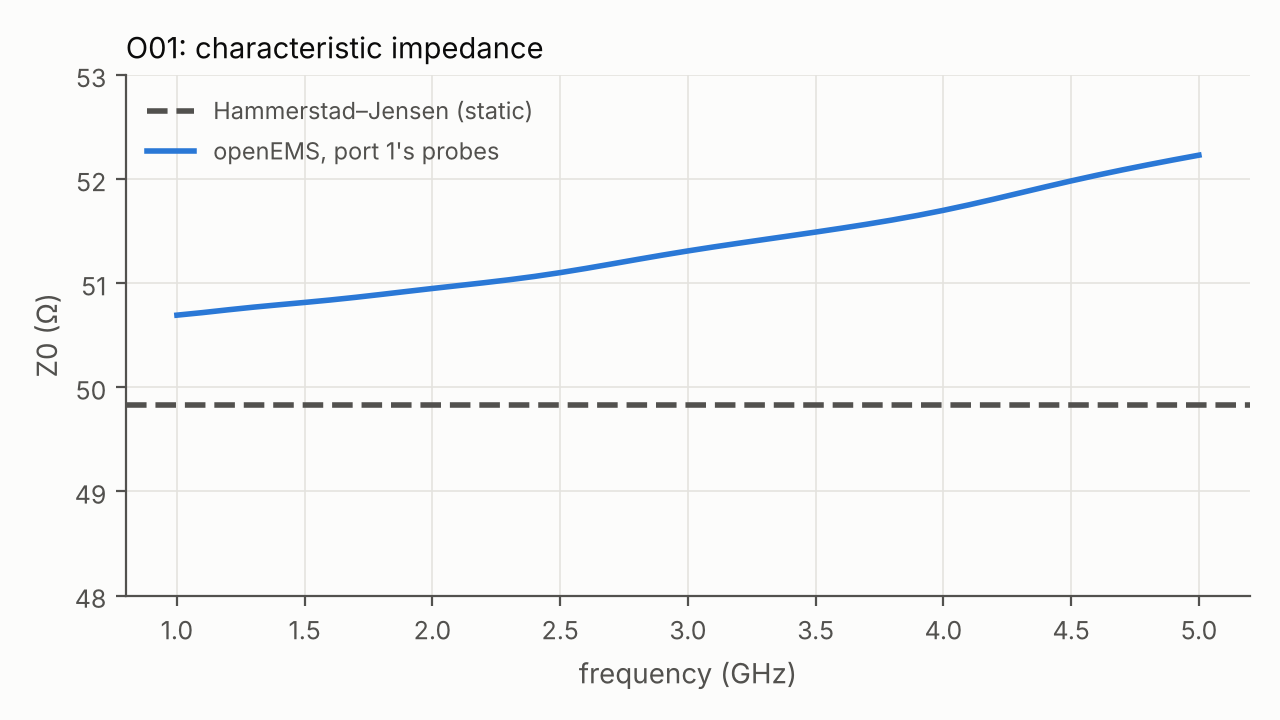 O01: characteristic impedance
53
Hammerstad–Jensen (static)
openEMS, port 1's probes
52
51
50
49
48
Z0 (Ω)
1.0 1.5 2.0 2.5 3.0 3.5 4.0 4.5 5.0
frequency (GHz)